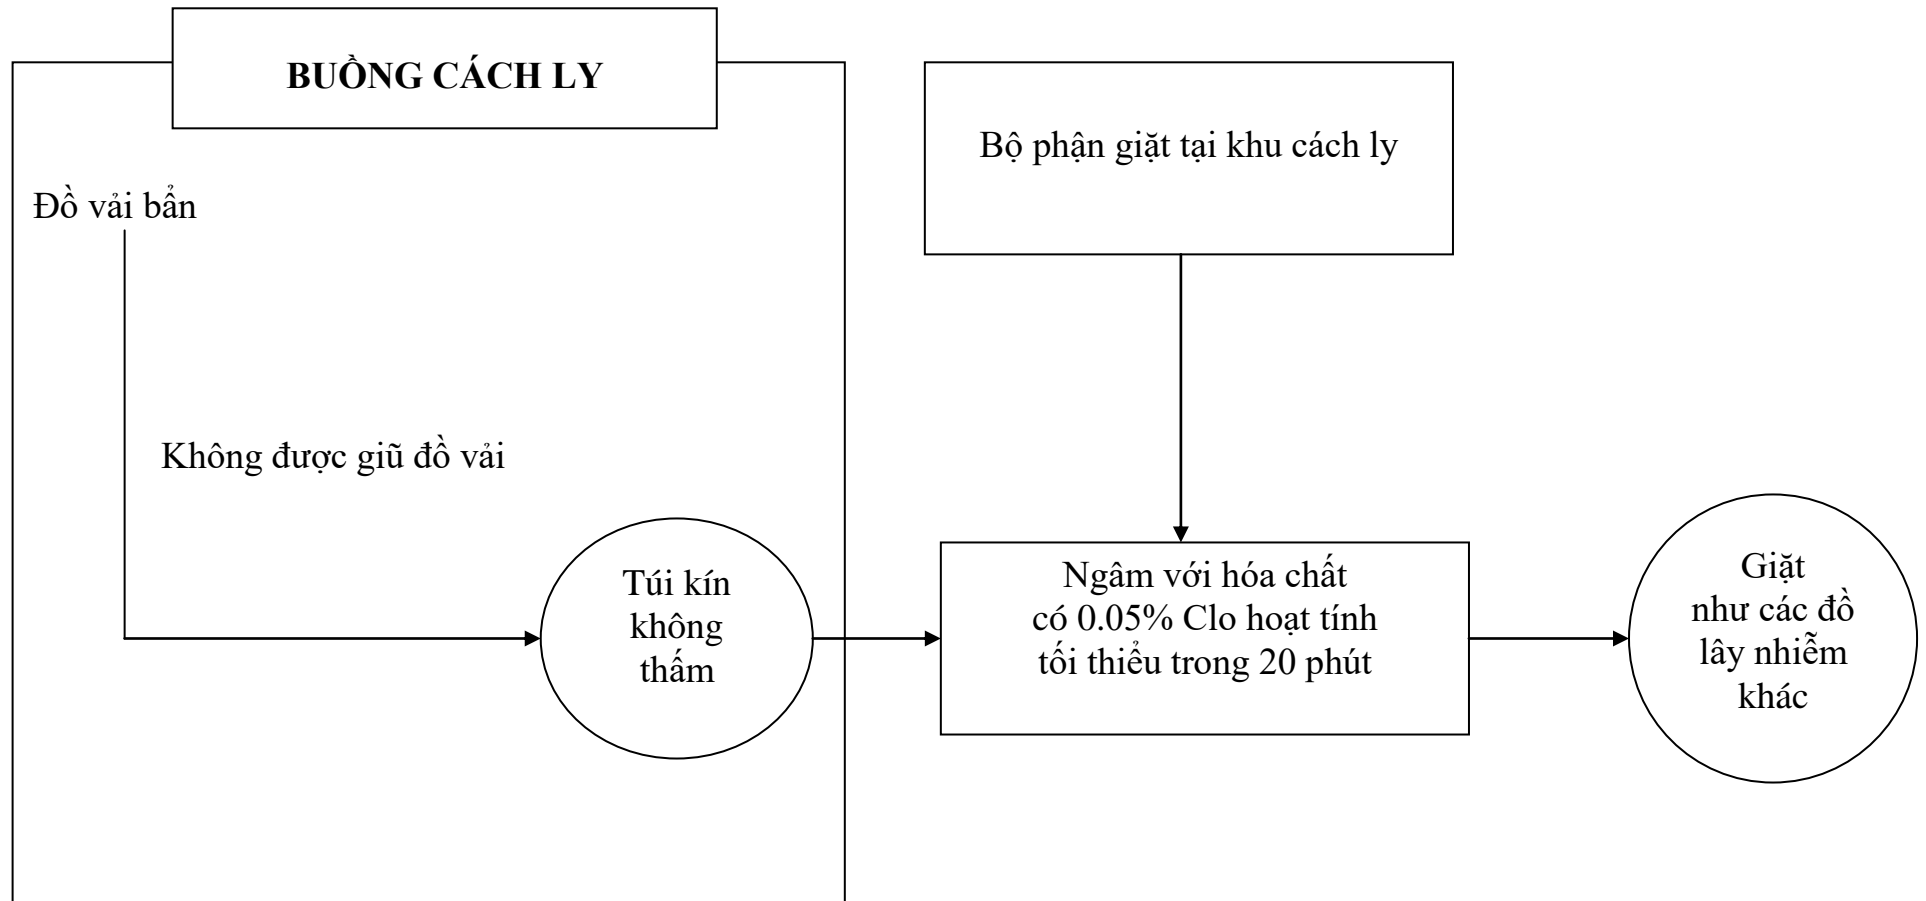 BUỒNG CÁCH LY
Đồ vải bẩn
Không được giũ đồ vải
Túi kín
không
thấm
Bộ phận giặt tại khu cách ly
Ngâm với hóa chất
có 0.05% Clo hoạt tính
tối thiểu trong 20 phút
Giặt
như các đồ
lây nhiễm
khác